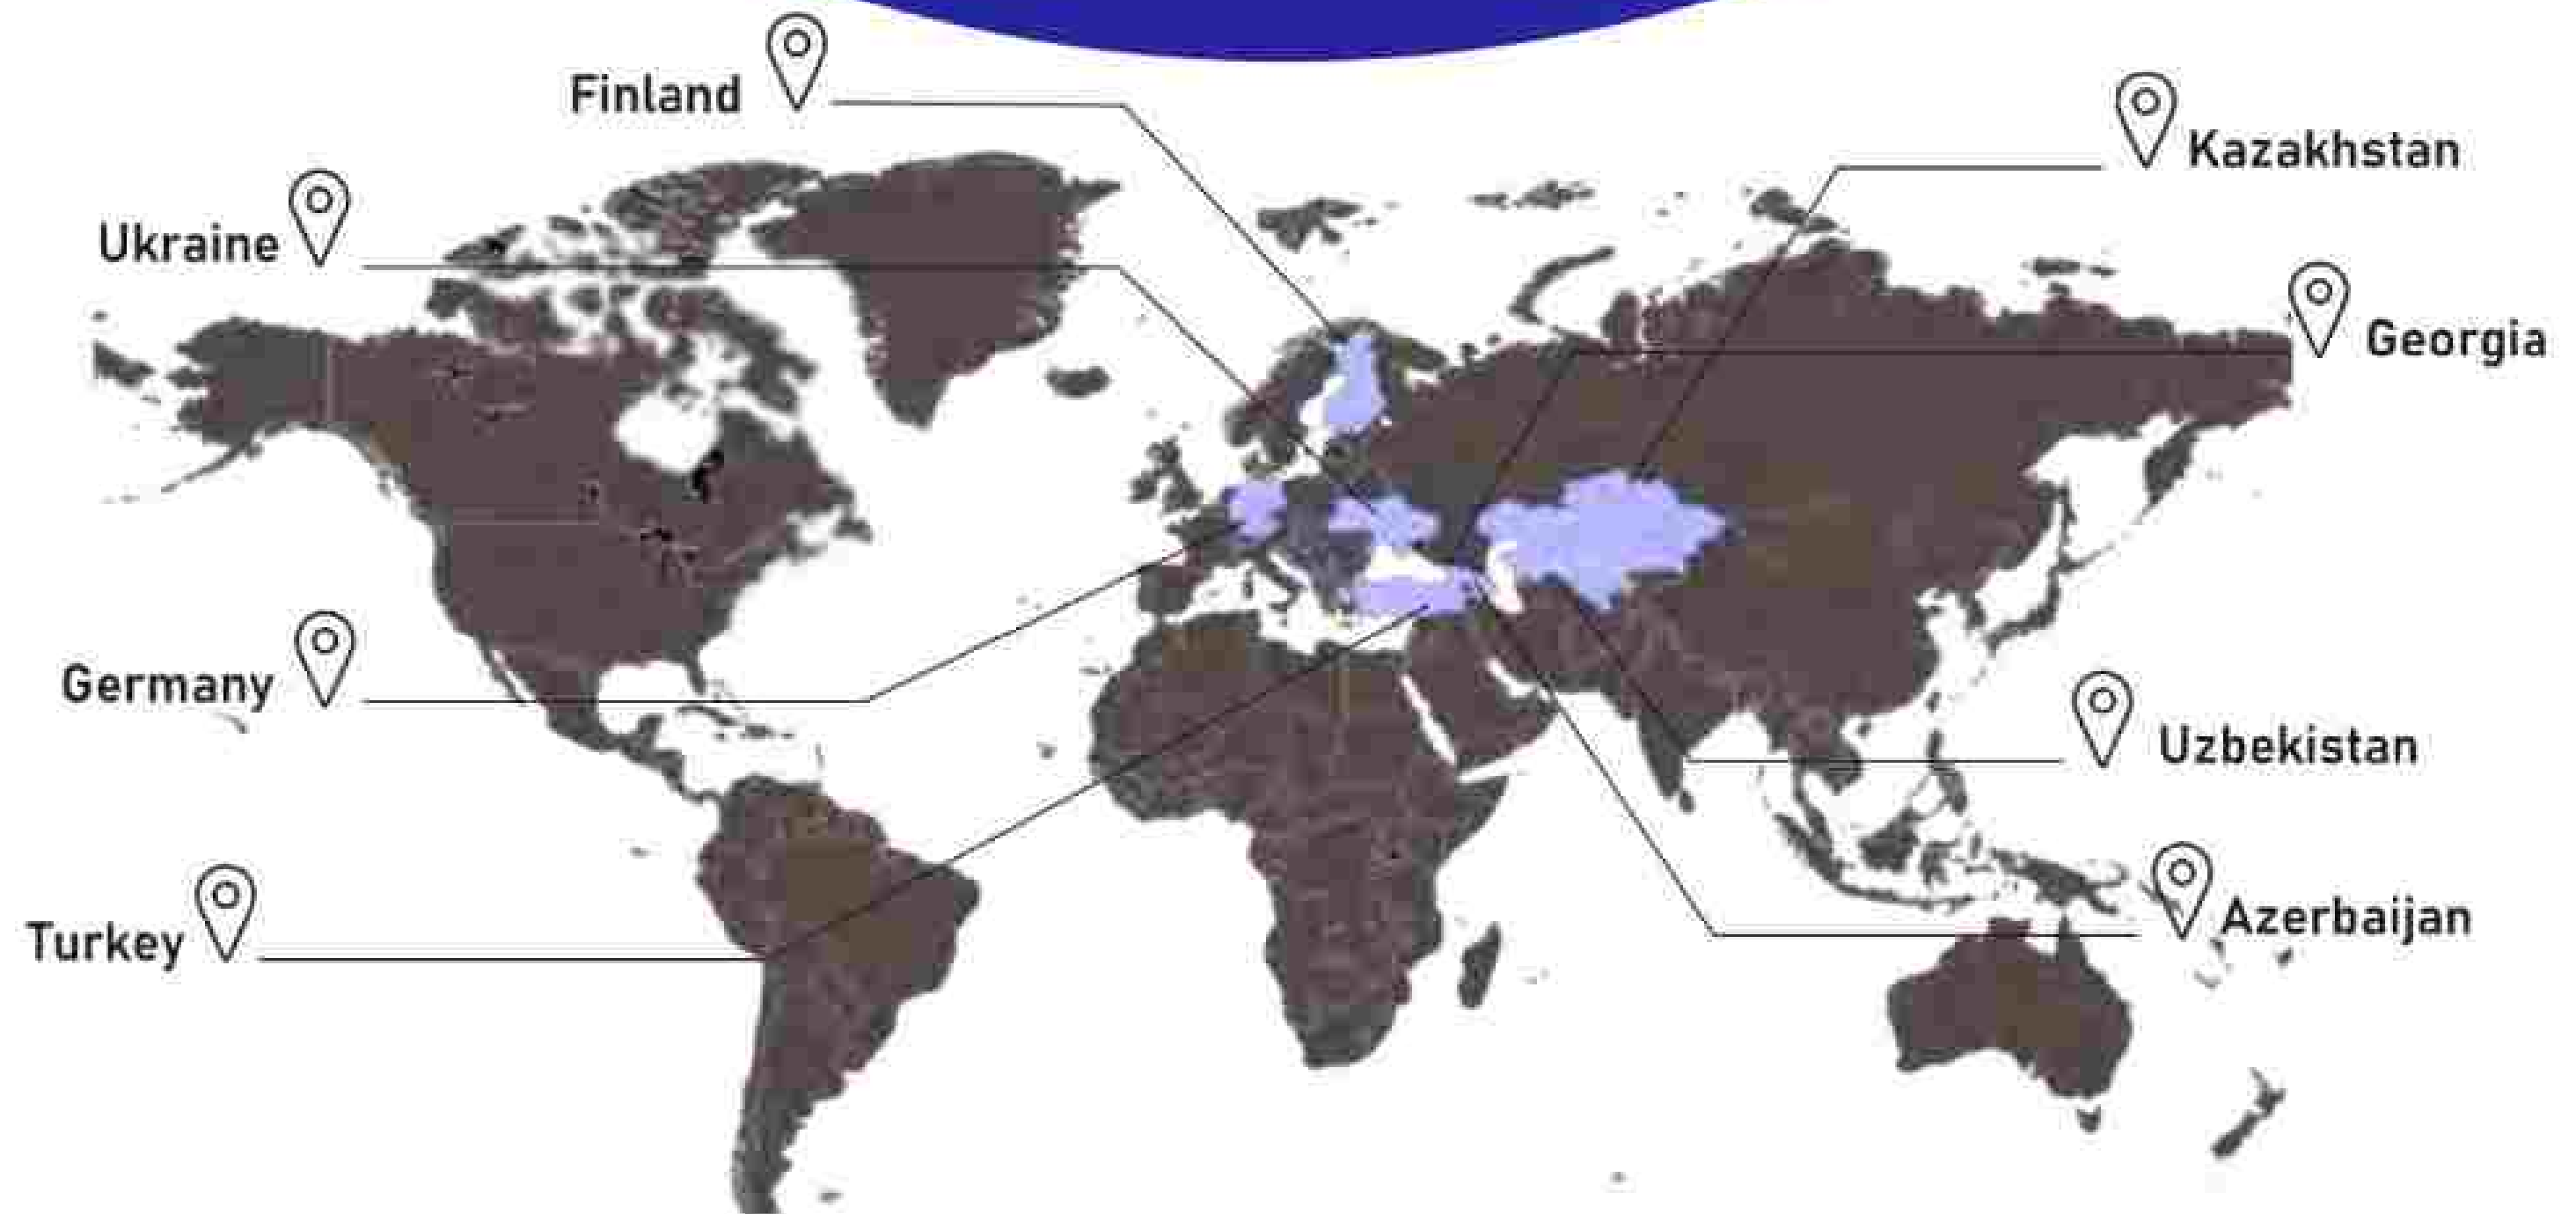 Finland
Kazakhstan
Ukraine
Georgia
Germany
Uzbekistan
Turkey
Azerbaijan